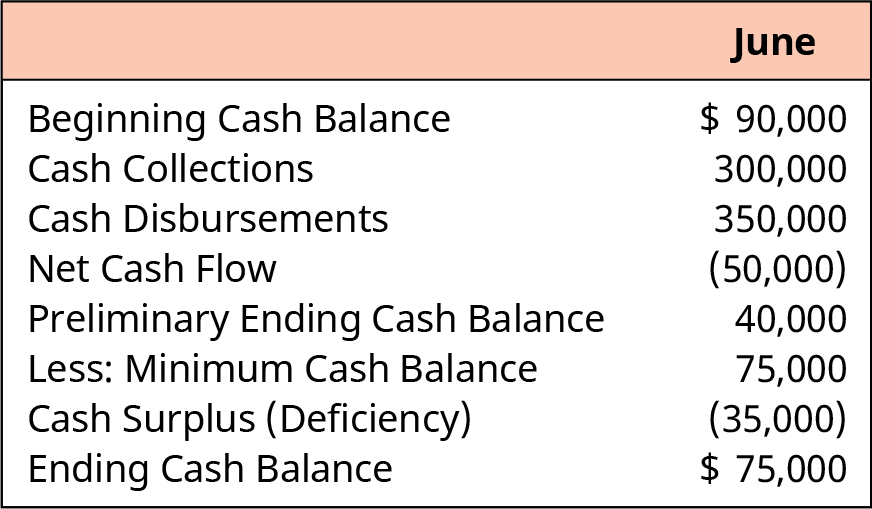 June
Beginning Cash Balance $ 90,000
Cash Collections 300,000
Cash Disbursements 350,000
Net Cash Flow (50,000)
Preliminary Ending Cash Balance 40,000
Less: Minimum Cash Balance 75,000
Cash Surplus (Deficiency) (35,000)
Ending Cash Balance $ 75,000